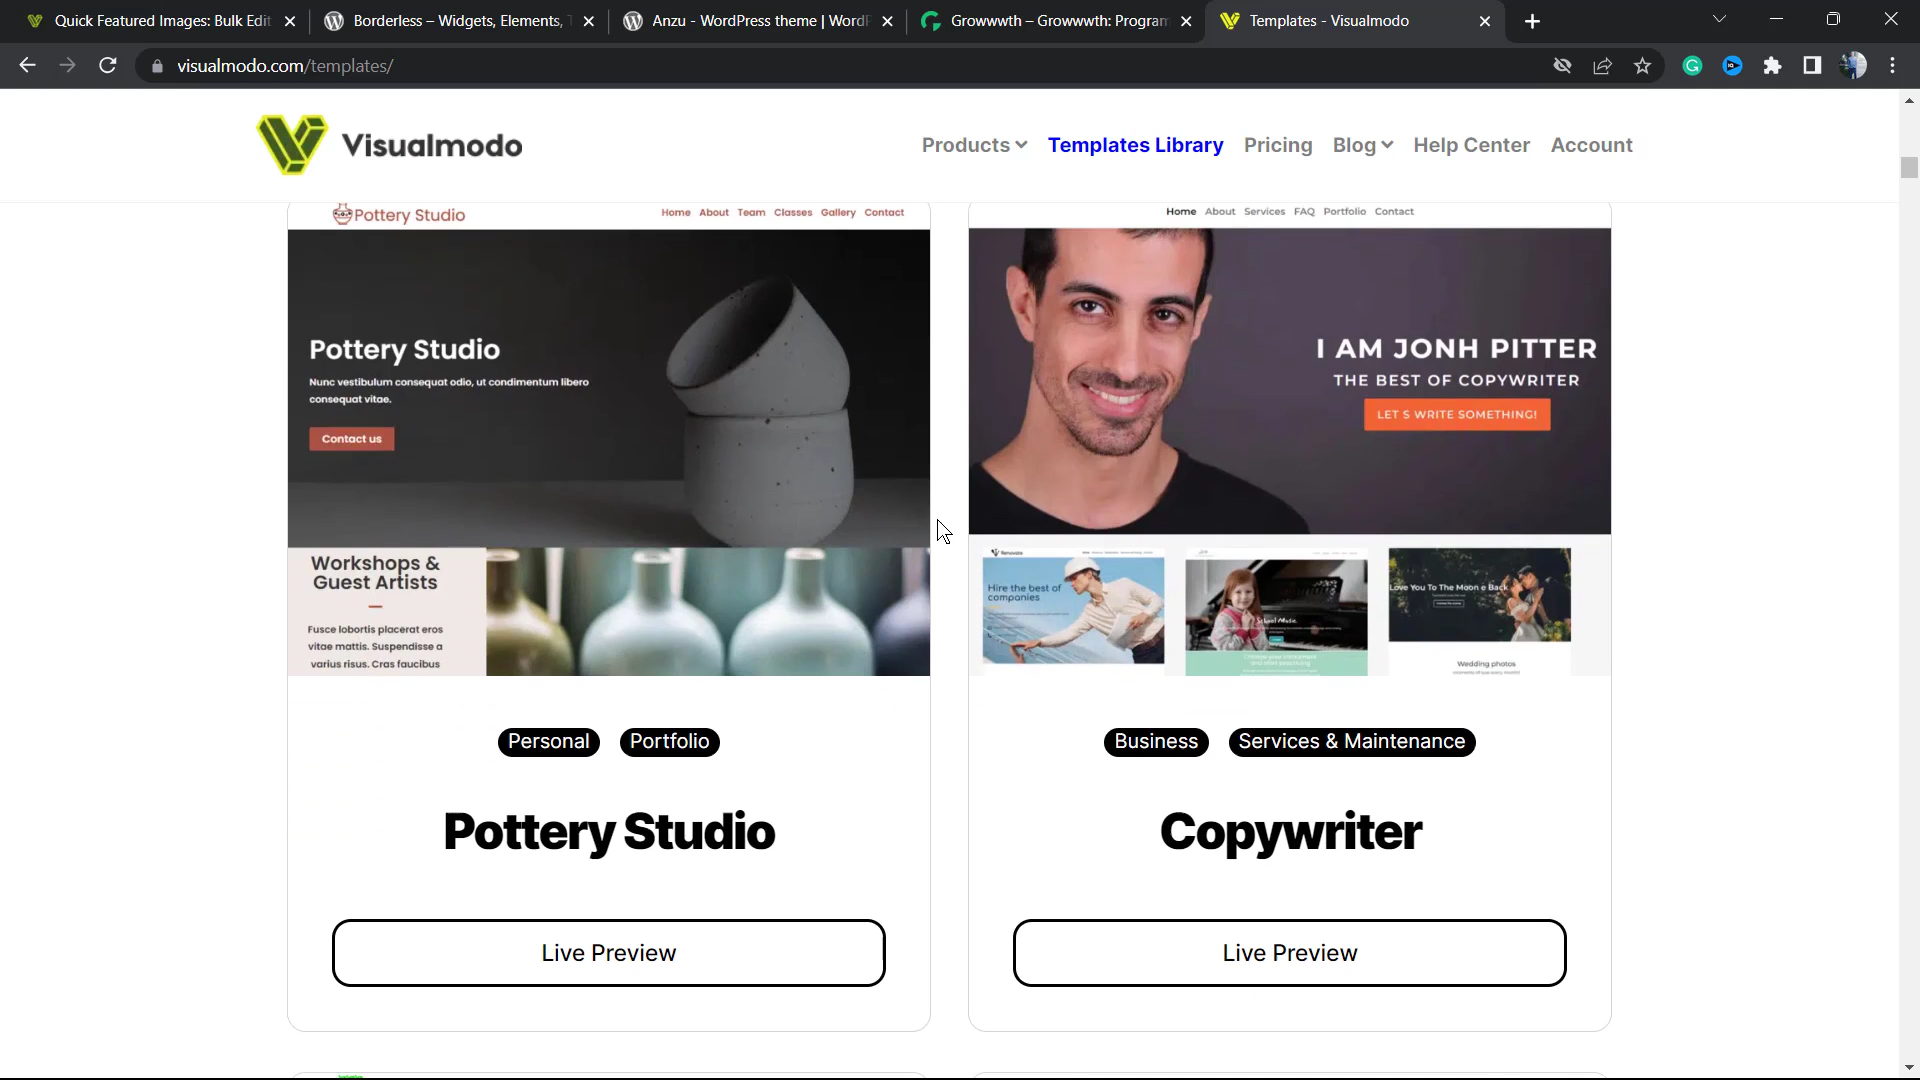 Quick Featured Images: Bulk Edit
Borderless – Widgets, Elements,
Anzu - WordPress theme | WordP
Growwwth – Growwwth: Program
Templates - Visualmodo
visualmodo.com/templates/
Visualmodo
Products
Templates Library
Pricing
Blog
Help Center
Account
Pottery Studio
Home About Team Classes Gallery Contact
Pottery Studio
Nunc vestibulum consequat odio, ut condimentum libero
consequat vitae.
Contact us
Workshops &
Guest Artists
Fusce lobortis placerat eros
vitae mattis. Suspendisse a
varius risus. Cras faucibus
Personal
Portfolio
Pottery Studio
Live Preview
Home About Services FAQ Portfolio Contact
I AM JONH PITTER
THE BEST OF COPYWRITER
LET S WRITE SOMETHING!
Renovate
Hire the best of
companies
School Music
Love You To The Moon e Back
Wedding photos
Business
Services & Maintenance
Copywriter
Live Preview